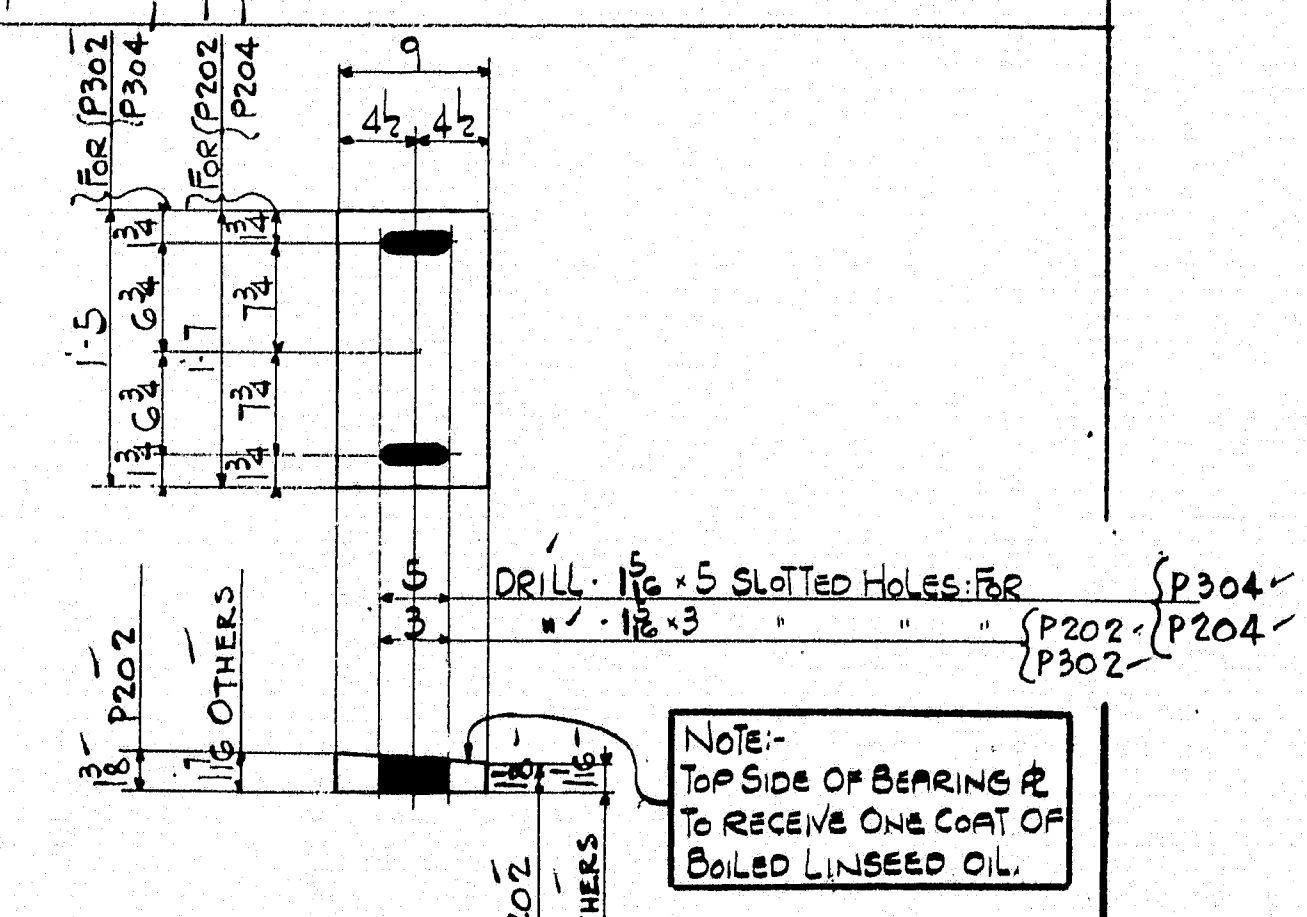 FOR {P302
{P304
FOR {P202
{P204
9
4½ 4½
1¾ 6¾ 6¾ 1¾
1-5
1¾ 7¾ 7¾ 1¾
1-7
5 DRILL · 1 5/16 × 5 SLOTTED HOLES: FOR {P304
3 " · 1 5/16 × 3 " " " {P202 {P204
{P302
1 3/8 P202
1 7/16 OTHERS
NOTE:-
TOP SIDE OF BEARING ℞
TO RECEIVE ONE COAT OF
BOILED LINSEED OIL.